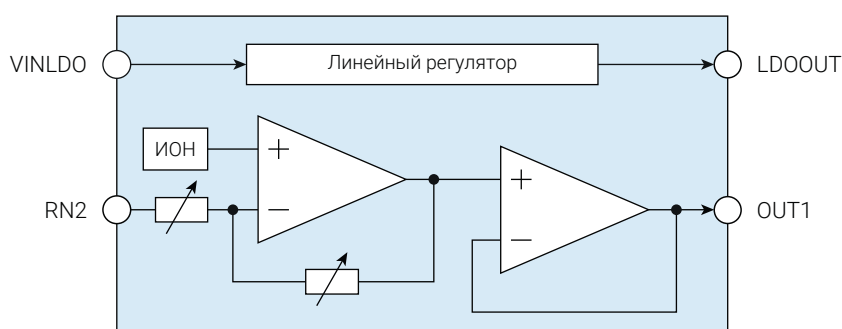 VINLDO
Линейный регулятор
LDOOUT
ИОН
+
−
+
−
RN2
OUT1